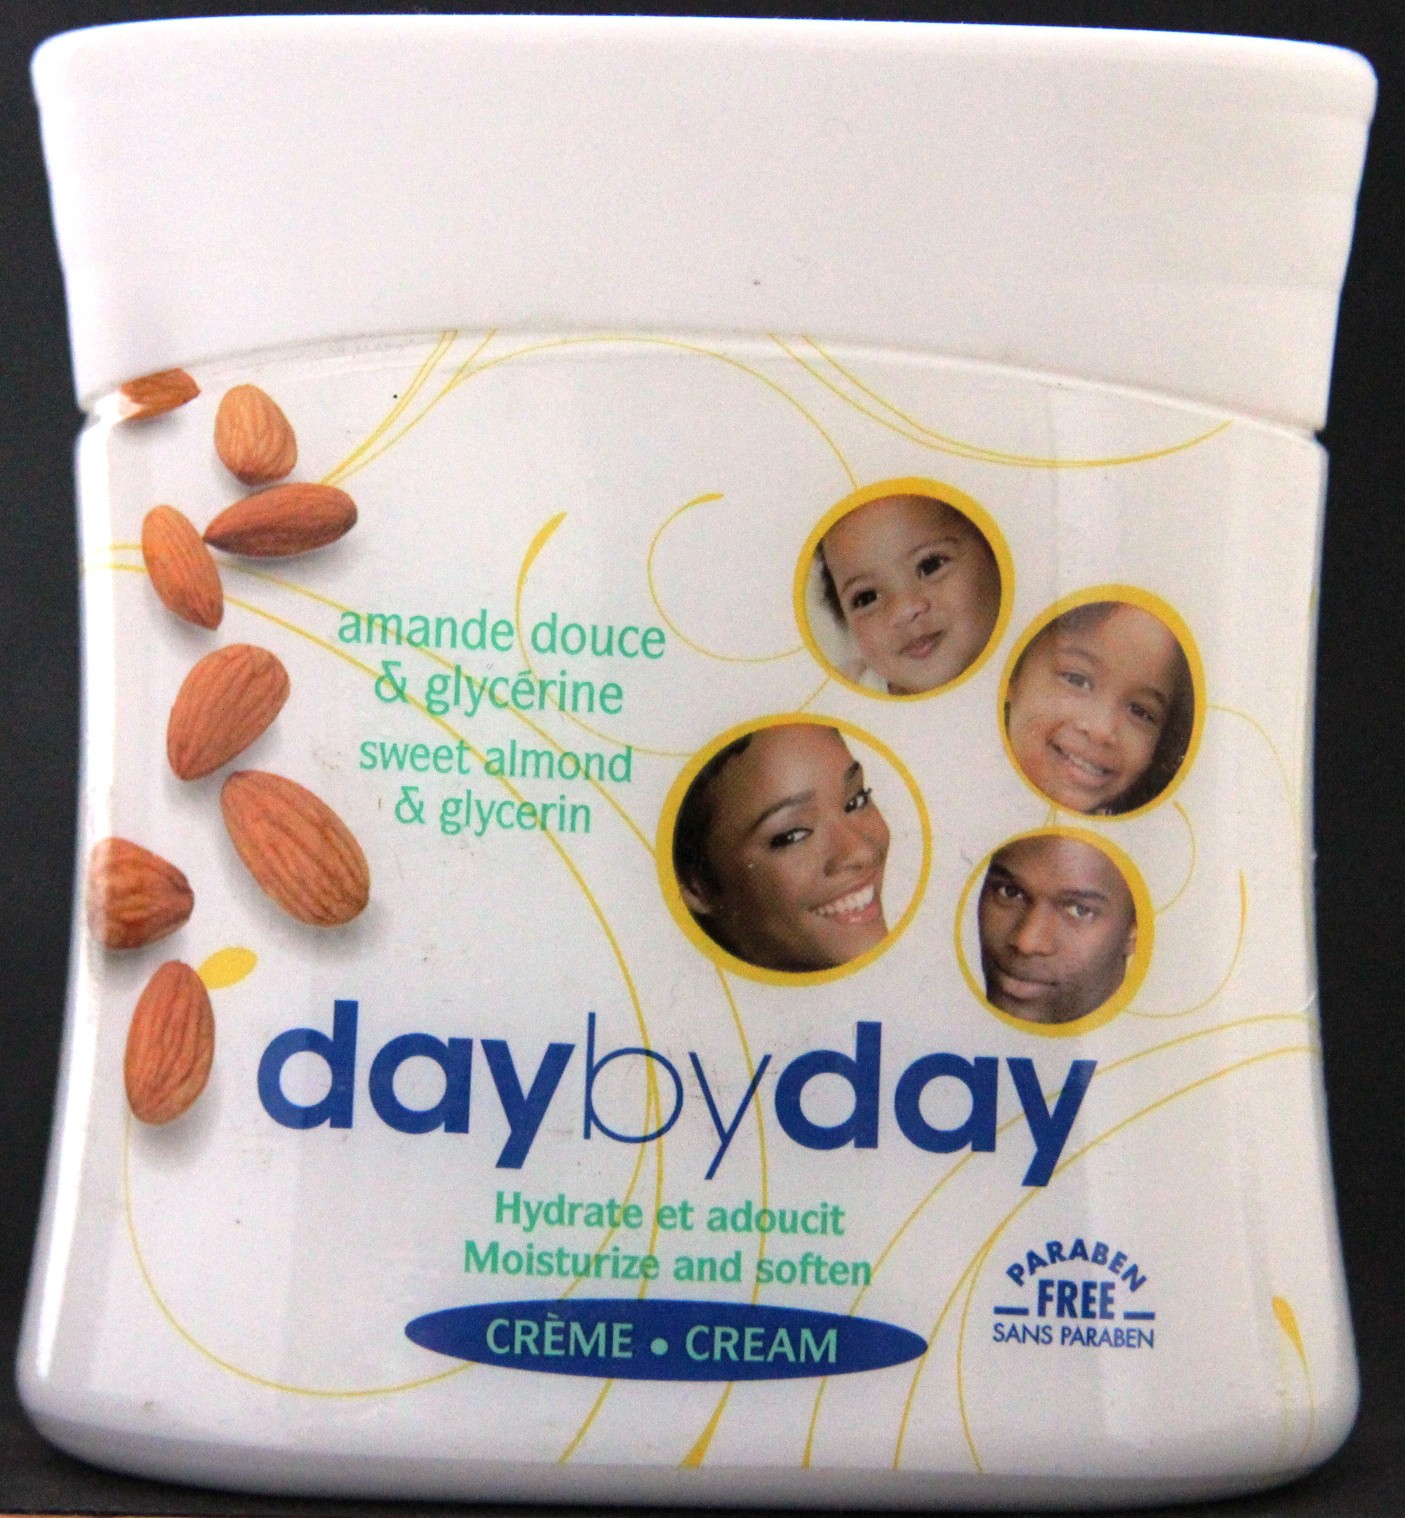 amande douce
& glycérine
sweet almond
& glycerin
daybyday
Hydrate et adoucit
Moisturize and soften
CRÈME • CREAM
PARABEN
FREE
SANS PARABEN